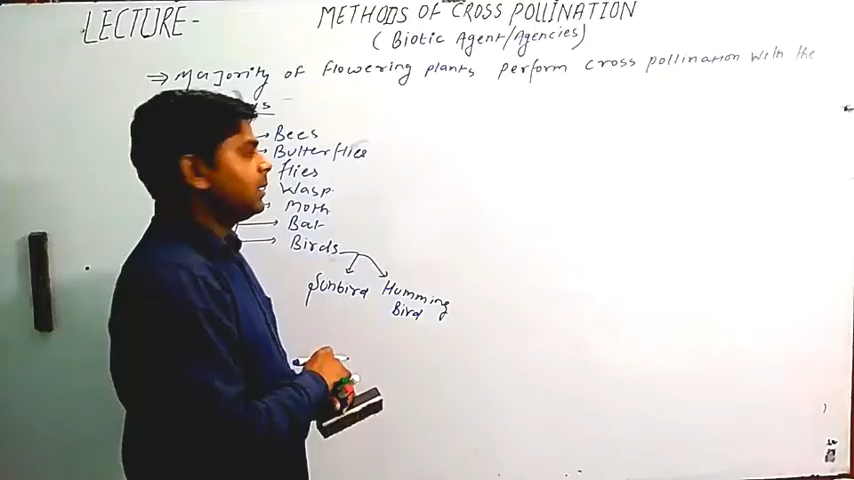 LECTURE - METHODS OF CROSS POLLINATION
( Biotic Agent/Agencies)
⇒ Majority of flowering plants perform cross pollination with the
→ Bees
→ Butterflies
flies
Wasp.
Moth
→ Bat
→ Birds
Sunbird Humming
Bird